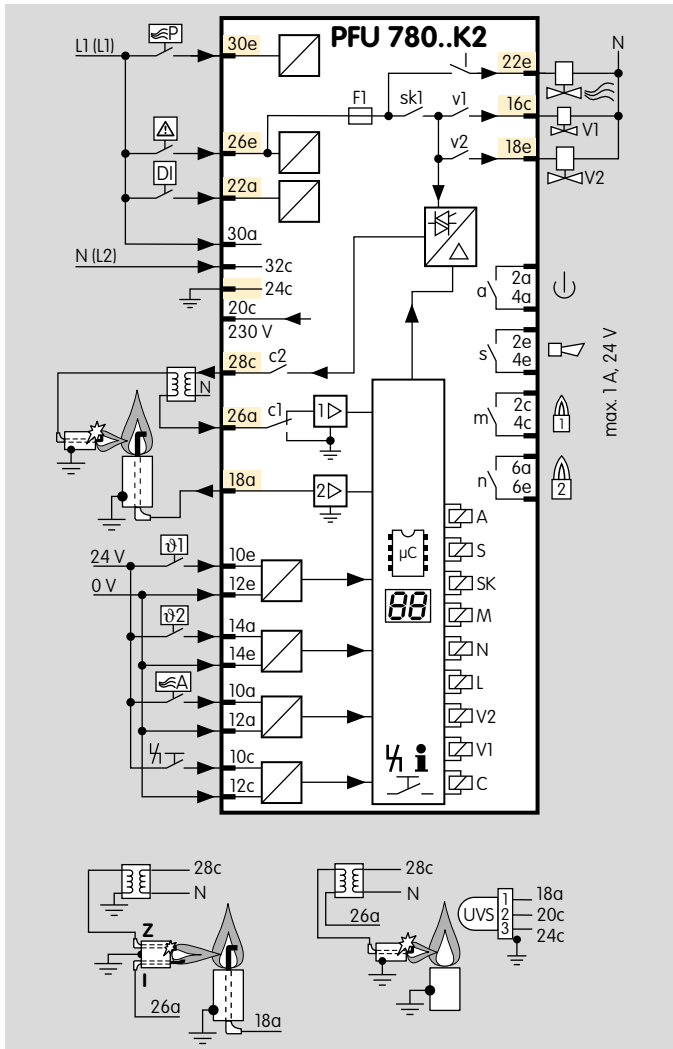 PFU 780..K2
L1 (L1)
P
30e
l
22e
N
F1
sk1
v1
16c
V1
26e
v2
18e
V2
DI
22a
30a
N (L2)
32c
24c
20c
230 V
a
2a
4a
s
2e
4e
max. 1 A, 24 V
28c
c2
N
26a
c1
1
m
2c
4c
1
18a
2
n
6a
6e
2
A
24 V
ϑ1
10e
S
0 V
12e
µC
SK
88
M
ϑ2
14a
14e
N
A
10a
L
12a
V2
10c
i
V1
12c
C
28c
N
Z
I
26a
18a
28c
N
26a
UVS
1
2
3
18a
20c
24c